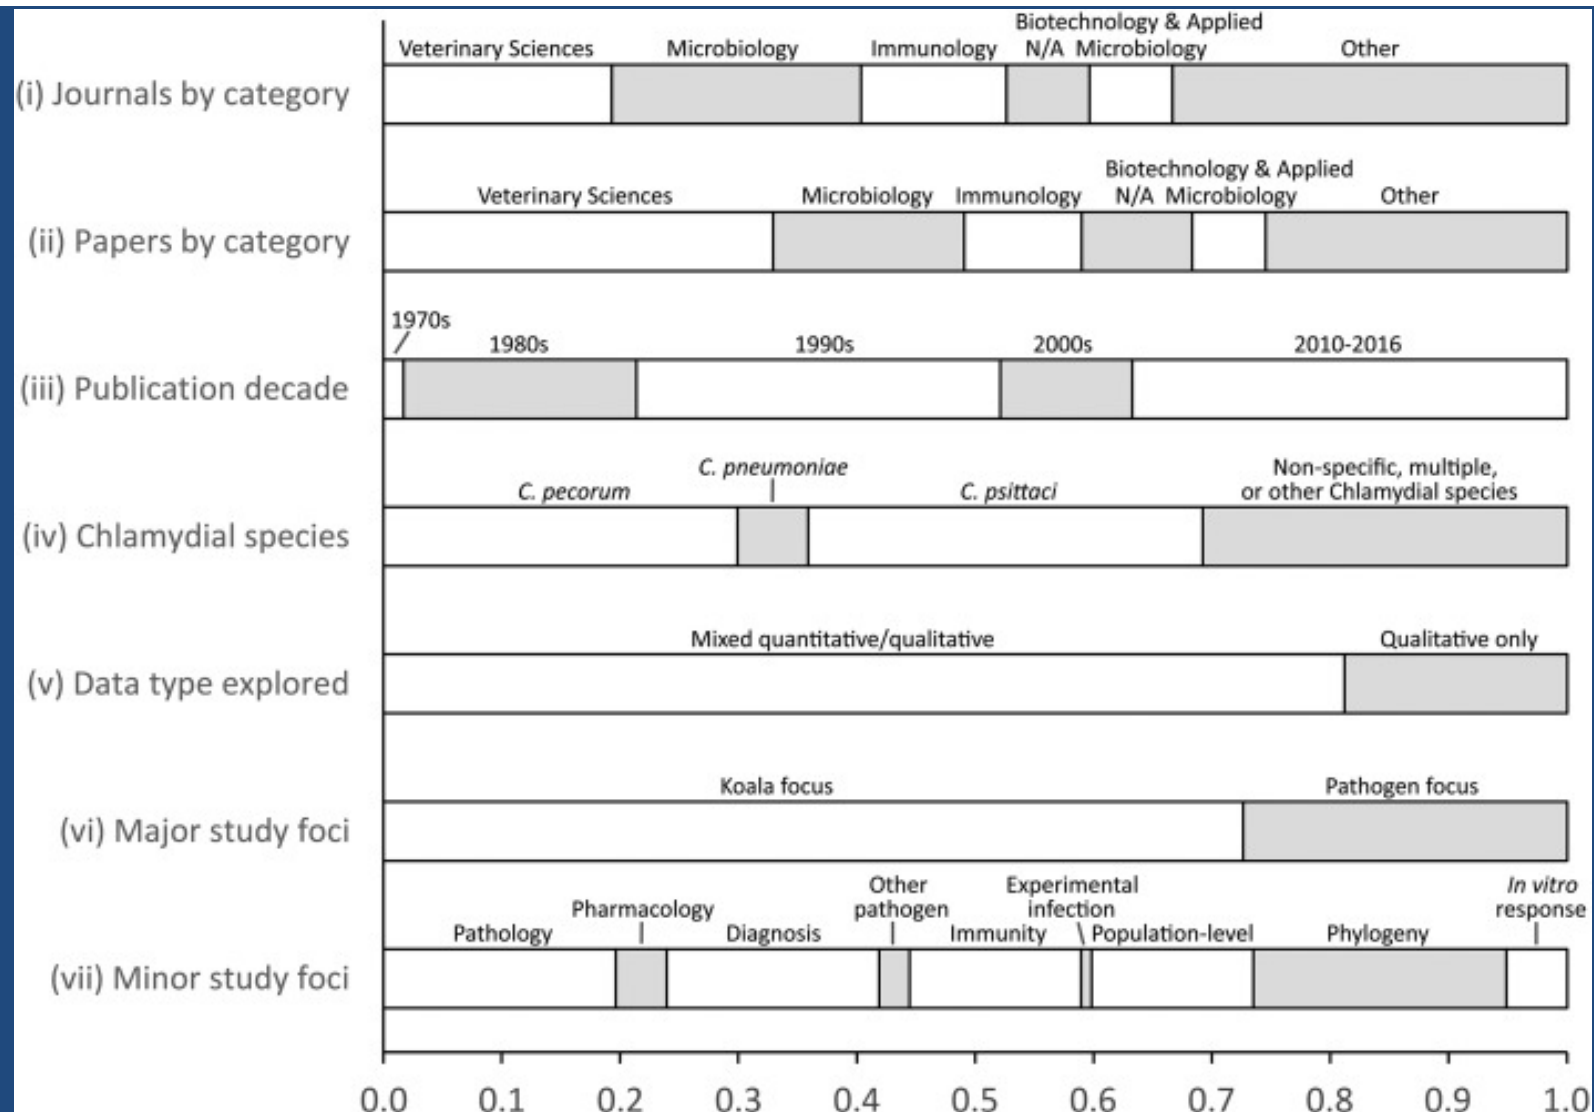 Biotechnology & Applied
Veterinary Sciences Microbiology Immunology N/A Microbiology Other
(i) Journals by category
Biotechnology & Applied
Veterinary Sciences Microbiology Immunology N/A Microbiology Other
(ii) Papers by category
1970s
1980s 1990s 2000s 2010-2016
(iii) Publication decade
C. pneumoniae Non-specific, multiple,
C. pecorum C. psittaci or other Chlamydial species
(iv) Chlamydial species
Mixed quantitative/qualitative Qualitative only
(v) Data type explored
Koala focus Pathogen focus
(vi) Major study foci
Other Experimental In vitro
Pharmacology pathogen infection response
Pathology Diagnosis Immunity Population-level Phylogeny
(vii) Minor study foci
0.0 0.1 0.2 0.3 0.4 0.5 0.6 0.7 0.8 0.9 1.0